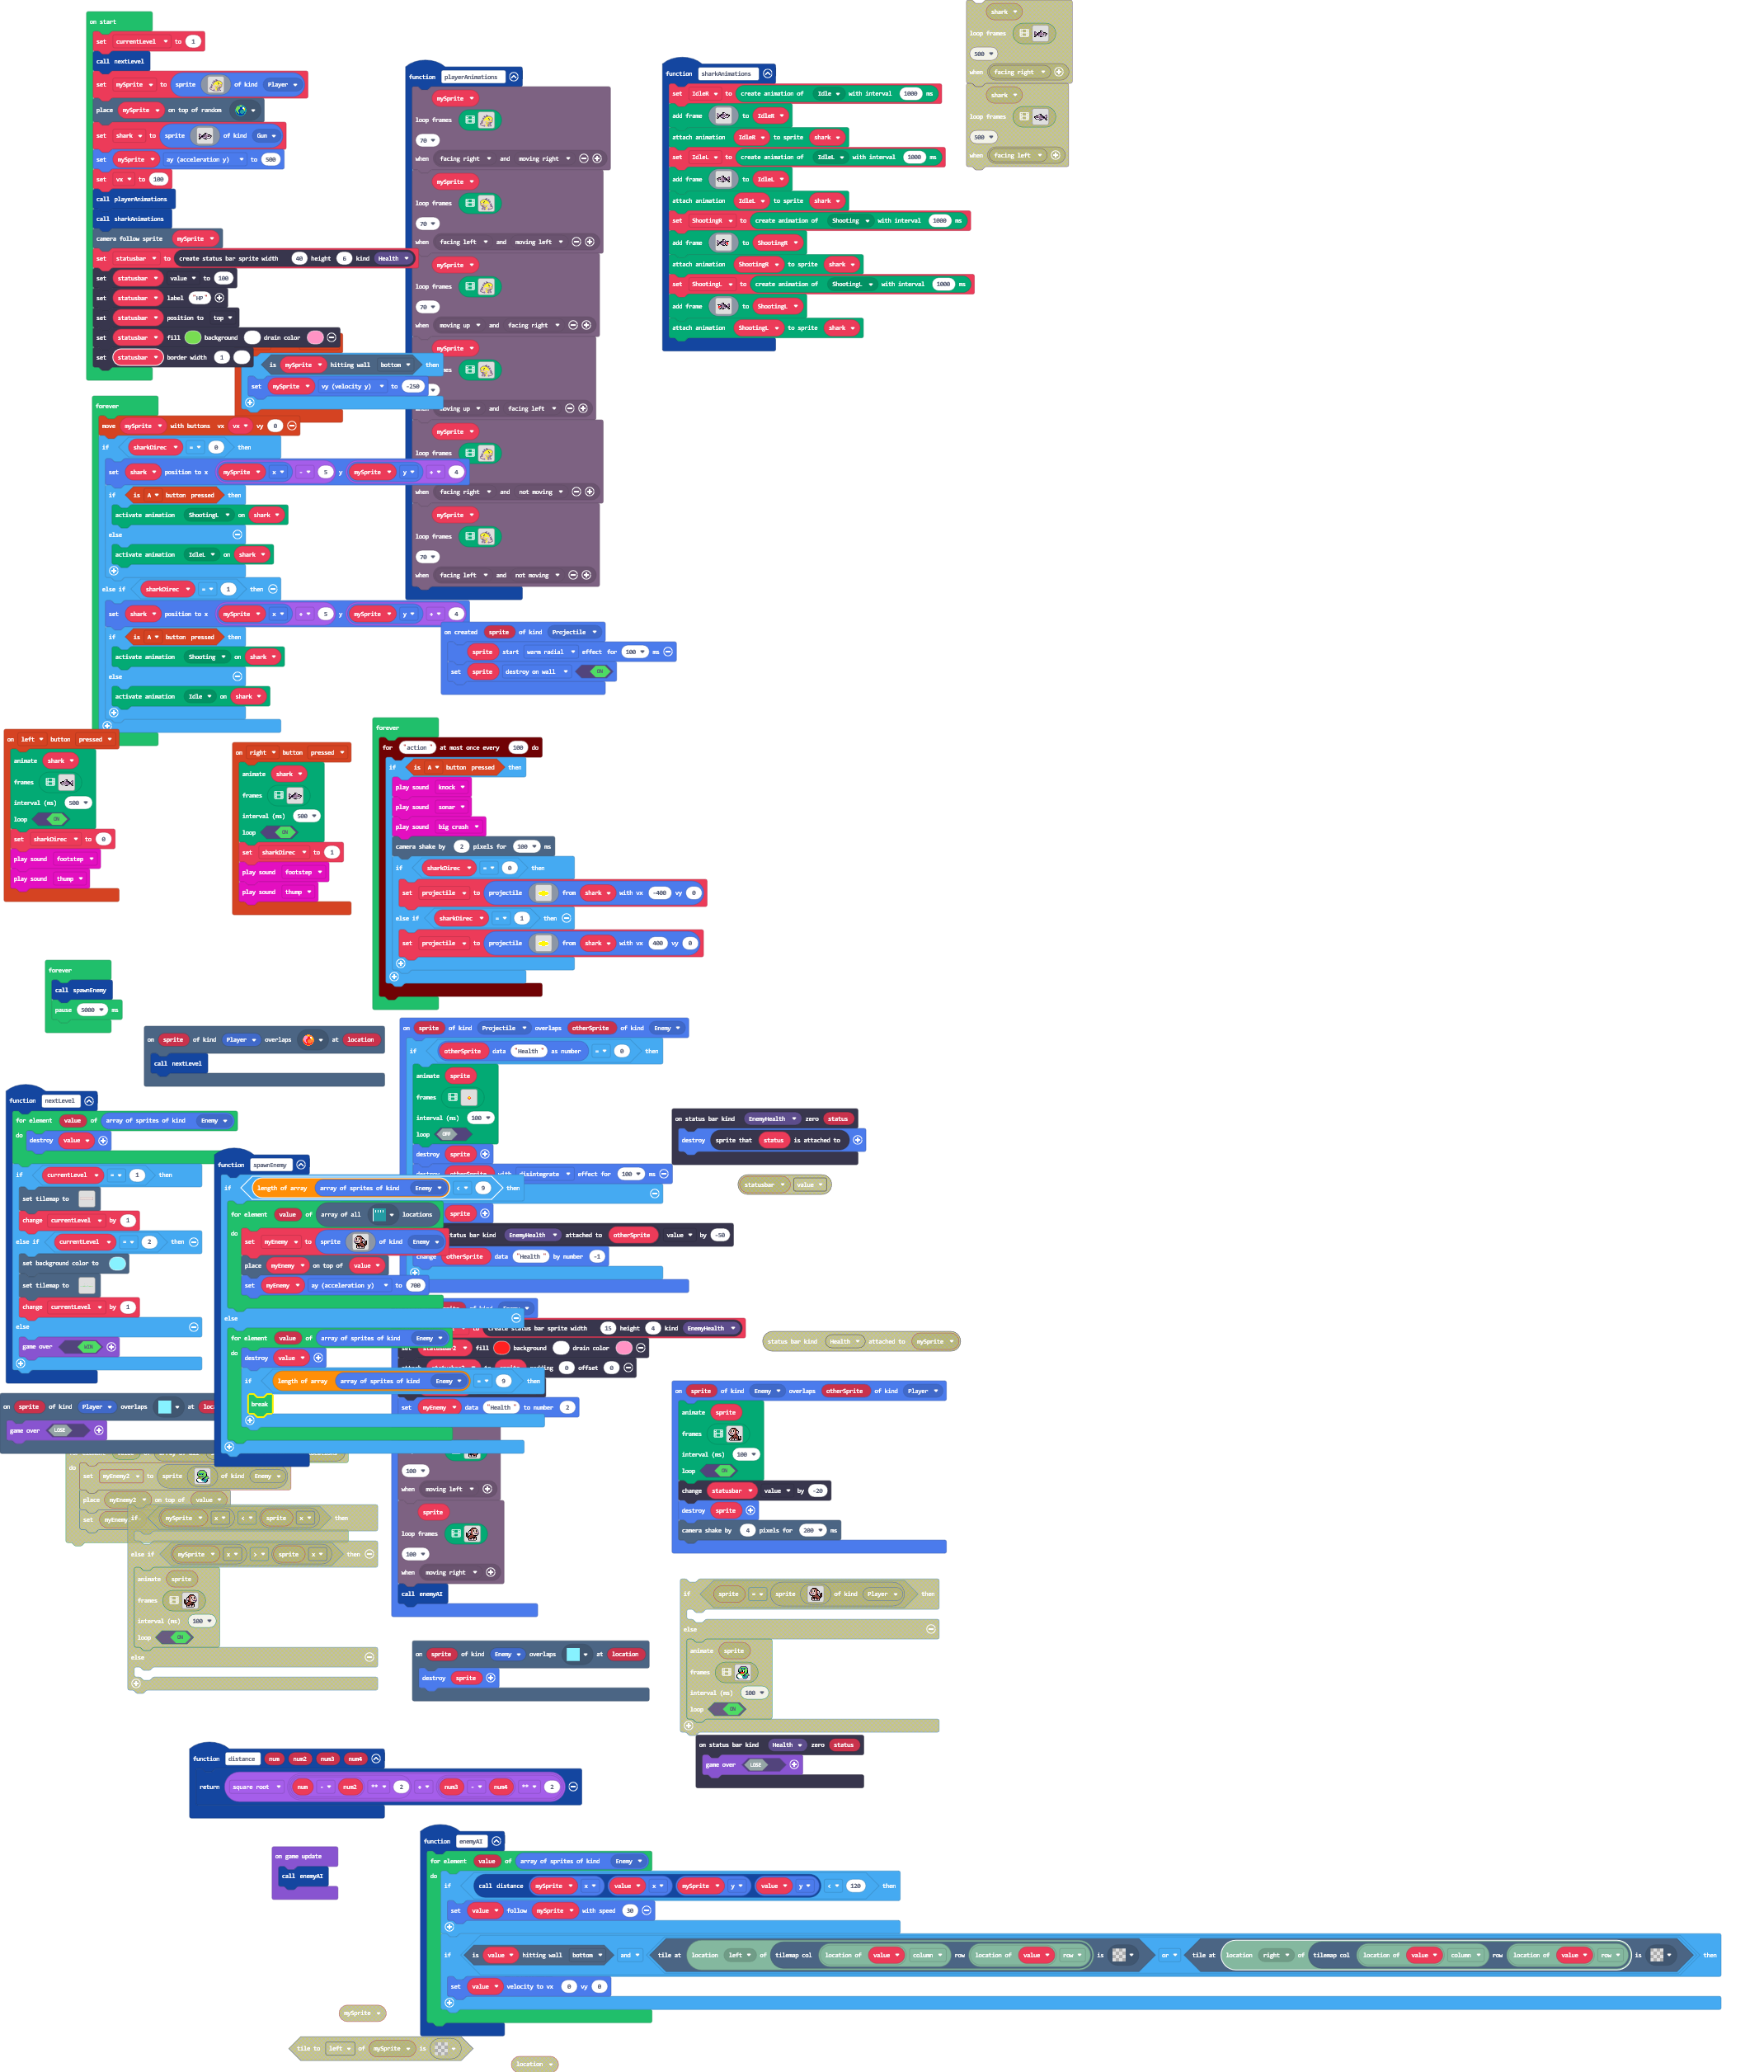 on start
set currentLevel to 1
call nextLevel
set mySprite to sprite of kind Player
place mySprite on top of random
set shark to sprite of kind Gun
set mySprite ay (acceleration y) to 500
set vx to 100
call playerAnimations
call sharkAnimations
camera follow sprite mySprite
set statusbar to create status bar sprite width 40 height 6 kind Health
set statusbar value to 100
set statusbar label "HP"
set statusbar position to top
set statusbar fill background drain color
set statusbar border width 1
is mySprite hitting wall bottom then
set mySprite vy (velocity y) to -250
function playerAnimations
mySprite
loop frames
70
when facing right and moving right
mySprite
loop frames
70
when facing left and moving left
mySprite
loop frames
70
when moving up and facing right
mySprite
moving up and facing left
mySprite
loop frames
when facing right and not moving
mySprite
loop frames
70
when facing left and not moving
function sharkAnimations
set IdleR to create animation of Idle with interval 1000 ms
add frame to IdleR
attach animation IdleR to sprite shark
set IdleL to create animation of IdleL with interval 1000 ms
add frame to IdleL
attach animation IdleL to sprite shark
set ShootingR to create animation of Shooting with interval 1000 ms
add frame to ShootingR
attach animation ShootingR to sprite shark
set ShootingL to create animation of ShootingL with interval 1000 ms
add frame to ShootingL
attach animation ShootingL to sprite shark
shark
loop frames
500
when facing right
shark
loop frames
500
when facing left
forever
move mySprite with buttons vx vx vy 0
if sharkDirec = 0 then
set shark position to x mySprite x - 5 y mySprite y + 4
if is A button pressed then
activate animation ShootingL on shark
else
activate animation IdleL on shark
else if sharkDirec = 1 then
set shark position to x mySprite x + 5 y mySprite y + 4
if is A button pressed then
activate animation Shooting on shark
else
activate animation Idle on shark
on created sprite of kind Projectile
sprite start warm radial effect for 100 ms
set sprite destroy on wall ON
on left button pressed
animate shark
frames
interval (ms) 500
loop ON
set sharkDirec to 0
play sound footstep
play sound thump
on right button pressed
animate shark
frames
interval (ms) 500
loop ON
set sharkDirec to 1
play sound footstep
play sound thump
forever
for "action" at most once every 100 do
if is A button pressed then
play sound knock
play sound sonar
play sound big crash
camera shake by 2 pixels for 100 ms
if sharkDirec = 0 then
set projectile to projectile from shark with vx -400 vy 0
else if sharkDirec = 1 then
set projectile to projectile from shark with vx 400 vy 0
forever
call spawnEnemy
pause 5000 ms
on sprite of kind Player overlaps at location
call nextLevel
on sprite of kind Projectile overlaps otherSprite of kind Enemy
if otherSprite data "Health" as number = 0 then
animate sprite
frames
interval (ms) 100
loop OFF
destroy sprite
destroy otherSprite with disintegrate effect for 100 ms
sprite
status bar kind EnemyHealth attached to otherSprite value by -50
change otherSprite data "Health" by number -1
on status bar kind EnemyHealth zero status
destroy sprite that status is attached to
statusbar value
function nextLevel
for element value of array of sprites of kind Enemy
do destroy value
if currentLevel = 1 then
set tilemap to
change currentLevel by 1
else if currentLevel = 2 then
set background color to
set tilemap to
change currentLevel by 1
else
game over WIN
function spawnEnemy
if length of array array of sprites of kind Enemy < 9 then
for element value of array of all locations
do set myEnemy to sprite of kind Enemy
place myEnemy on top of value
set myEnemy ay (acceleration y) to 700
else
for element value of array of sprites of kind Enemy
do destroy value
if length of array array of sprites of kind Enemy = 9 then
break
create status bar sprite width 15 height 4 kind EnemyHealth
set statusbar2 fill background drain color
padding 0 offset 0
set myEnemy data "Health" to number 2
100
when moving left
sprite
loop frames
100
when moving right
call enemyAI
status bar kind Health attached to mySprite
on sprite of kind Player overlaps at
game over LOSE
do
set myEnemy2 to sprite of kind Enemy
place myEnemy2 on top of value
set
if mySprite x < sprite x then
else if mySprite x > sprite x then
animate sprite
frames
interval (ms) 100
loop ON
else
on sprite of kind Enemy overlaps otherSprite of kind Player
animate sprite
frames
interval (ms) 100
loop ON
change statusbar value by -20
destroy sprite
camera shake by 4 pixels for 200 ms
if sprite = sprite of kind Player then
else
animate sprite
frames
interval (ms) 100
loop ON
on sprite of kind Enemy overlaps at location
destroy sprite
on status bar kind Health zero status
game over LOSE
function distance num num2 num3 num4
return square root num - num2 ** 2 + num3 - num4 ** 2
on game update
call enemyAI
function enemyAI
for element value of array of sprites of kind Enemy
do
if call distance mySprite x value x mySprite y value y < 120 then
set value follow mySprite with speed 30
if is value hitting wall bottom and tile at location left of tilemap col location of value column row location of value row is or tile at location right of tilemap col location of value column row location of value row is then
set value velocity to vx 0 vy 0
mySprite
tile to left of mySprite is
location